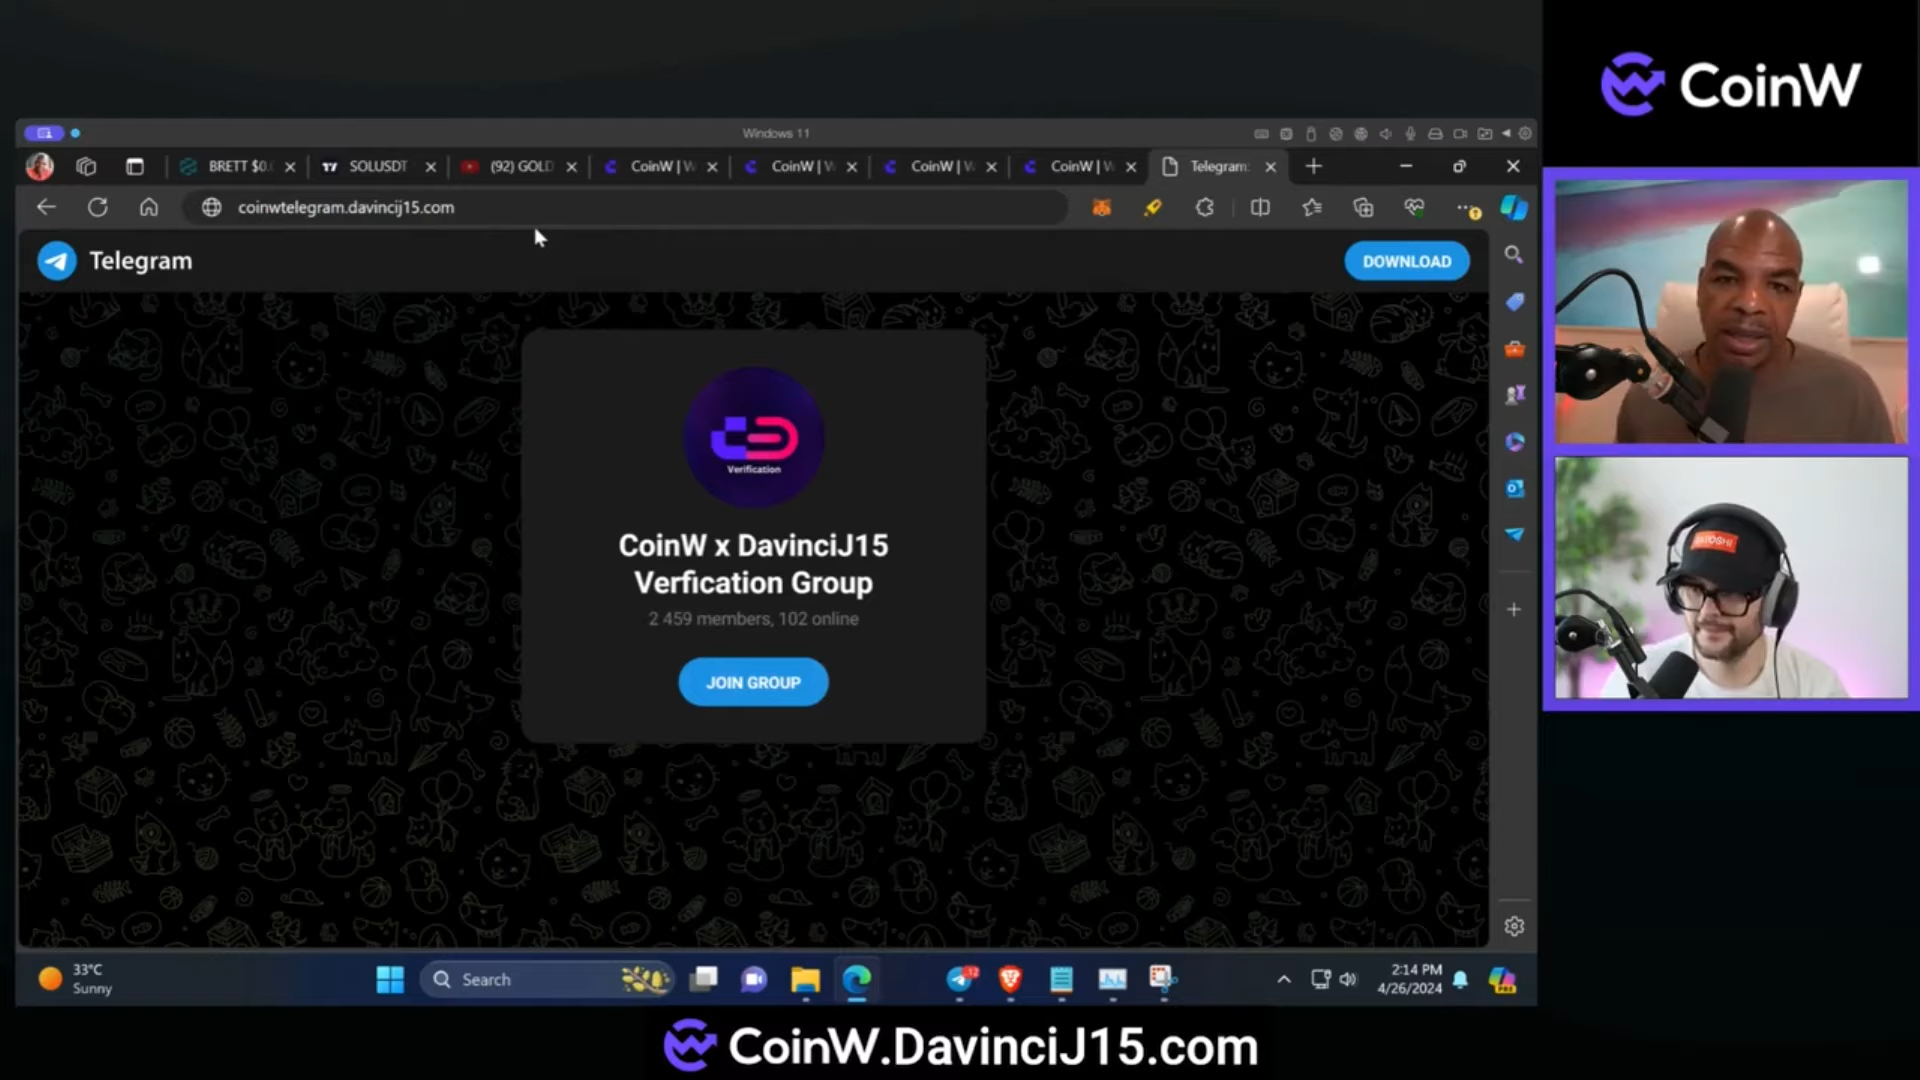 CoinW
Windows 11
BRETT $0.
SOLUSDT
(92) GOLD
CoinW | W
CoinW | W
CoinW | W
CoinW | W
Telegram:
coinwtelegram.davincij15.com
Telegram
DOWNLOAD
Verification
CoinW x DavinciJ15
Verfication Group
2 459 members, 102 online
JOIN GROUP
33°C
Sunny
Search
12
2:14 PM
4/26/2024
CoinW.DavinciJ15.com